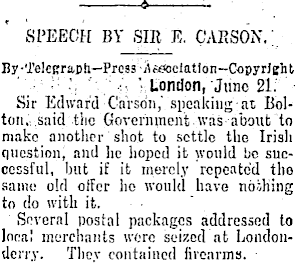 SPEECH BY SIR E. CARSON.
By Telegraph—Press Association—Copyright
London, June 21.
Sir Edward Carson, speaking at Bol-
ton, said the Government was about to
make another shot to settle the Irish
question, and he hoped it would be suc-
cessful, but if it merely repeated the
same old offer he would have nothing
to do with it.
Several postal packages addressed to
local merchants were seized at London-
derry. They contained firearms.